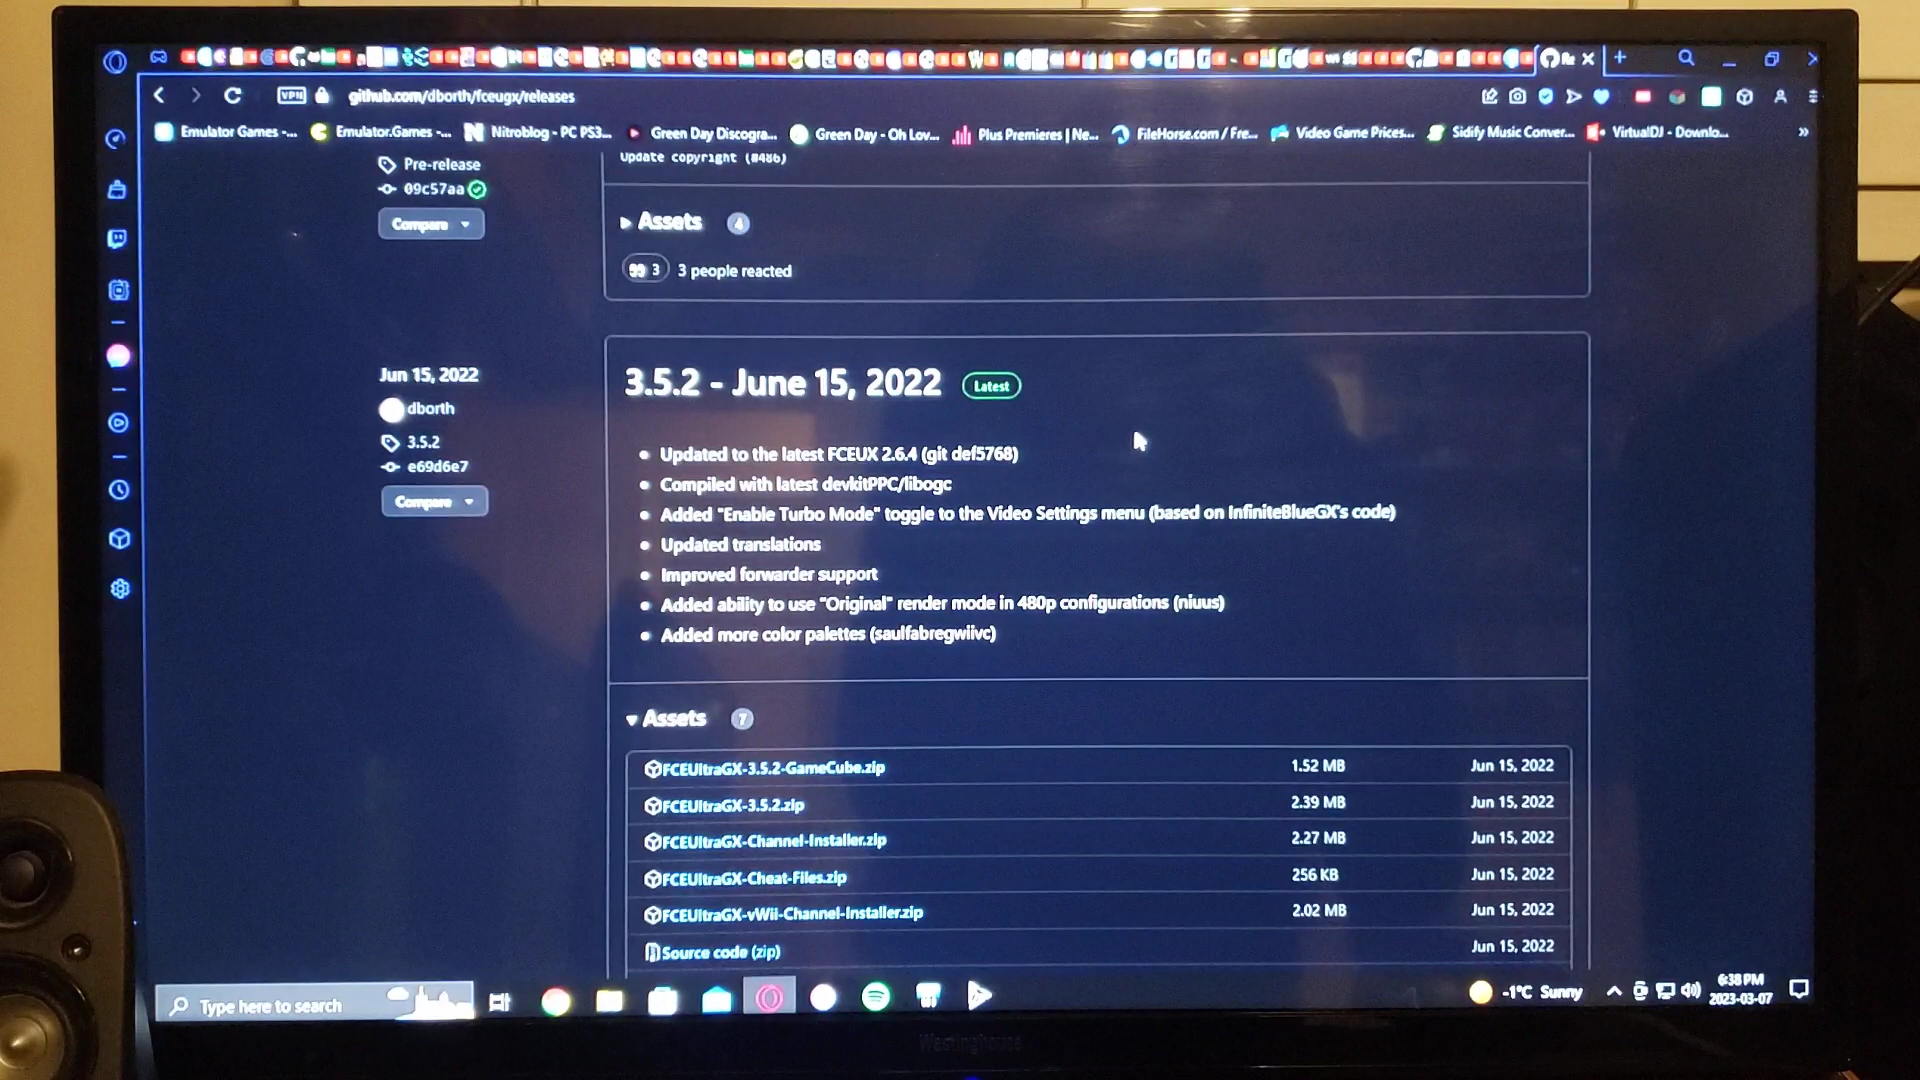 Re
github.com/dborth/fceugx/releases
VPN
Emulator Games -...
Emulator.Games -...
Nitroblog - PC PS3...
Green Day Discogra...
Green Day - Oh Lov...
Plus Premieres | Ne...
FileHorse.com / Fre...
Video Game Prices...
Sidify Music Conver...
VirtualDJ - Downlo...
»
Pre-release
09c57aa
Compare
Update copyright (#486)
Assets 4
3 3 people reacted
Jun 15, 2022
dborth
3.5.2
e69d6e7
Compare
3.5.2 - June 15, 2022 Latest
Updated to the latest FCEUX 2.6.4 (git def5768)
Compiled with latest devkitPPC/libogc
Added "Enable Turbo Mode" toggle to the Video Settings menu (based on InfiniteBlueGX's code)
Updated translations
Improved forwarder support
Added ability to use "Original" render mode in 480p configurations (niuus)
Added more color palettes (saulfabregwiivc)
Assets 7
FCEUltraGX-3.5.2-GameCube.zip 1.52 MB Jun 15, 2022
FCEUltraGX-3.5.2.zip 2.39 MB Jun 15, 2022
FCEUltraGX-Channel-Installer.zip 2.27 MB Jun 15, 2022
FCEUltraGX-Cheat-Files.zip 256 KB Jun 15, 2022
FCEUltraGX-vWii-Channel-Installer.zip 2.02 MB Jun 15, 2022
Source code (zip) Jun 15, 2022
Type here to search
-1°C Sunny
6:38 PM
2023-03-07
Westinghouse